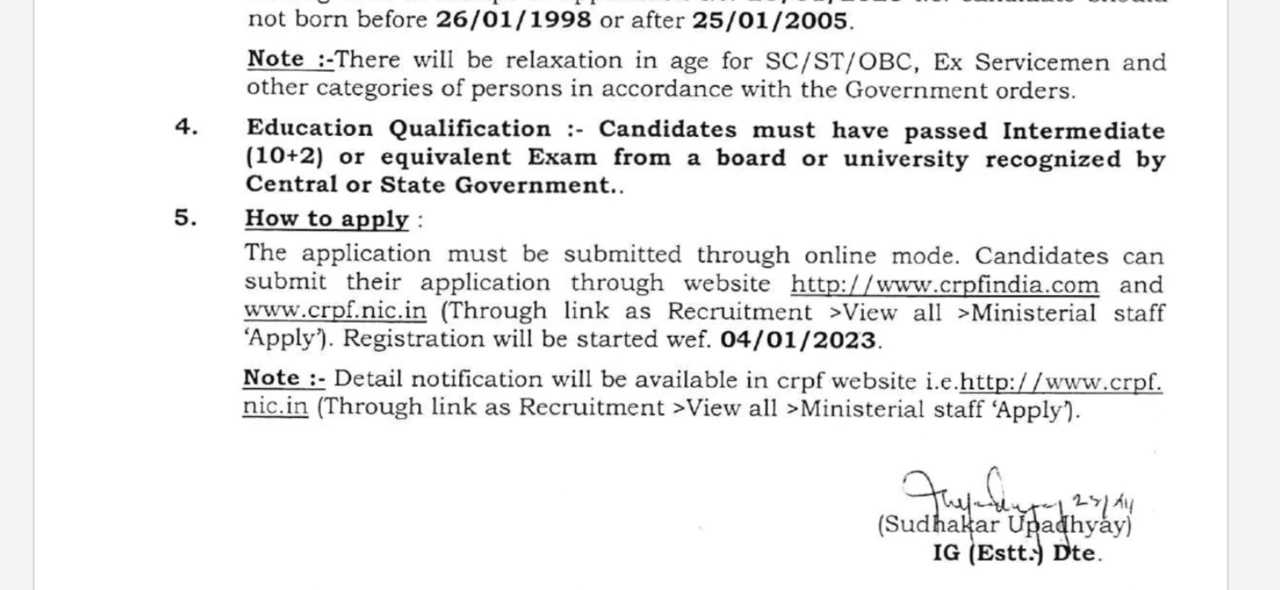 not born before 26/01/1998 or after 25/01/2005.
Note :-There will be relaxation in age for SC/ST/OBC, Ex Servicemen and
other categories of persons in accordance with the Government orders.
4. Education Qualification :- Candidates must have passed Intermediate
(10+2) or equivalent Exam from a board or university recognized by
Central or State Government..
5. How to apply :
The application must be submitted through online mode. Candidates can
submit their application through website http://www.crpfindia.com and
www.crpf.nic.in (Through link as Recruitment >View all >Ministerial staff
‘Apply’). Registration will be started wef. 04/01/2023.
Note :- Detail notification will be available in crpf website i.e.http://www.crpf.
nic.in (Through link as Recruitment >View all >Ministerial staff ‘Apply’).
(Sudhakar Upadhyay)
IG (Estt.) Dte.